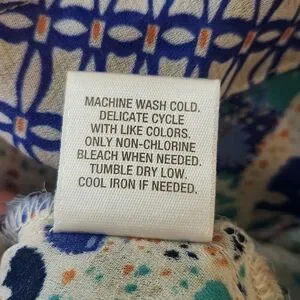 MACHINE WASH COLD.
DELICATE CYCLE
WITH LIKE COLORS.
ONLY NON-CHLORINE
BLEACH WHEN NEEDED.
TUMBLE DRY LOW.
COOL IRON IF NEEDED.